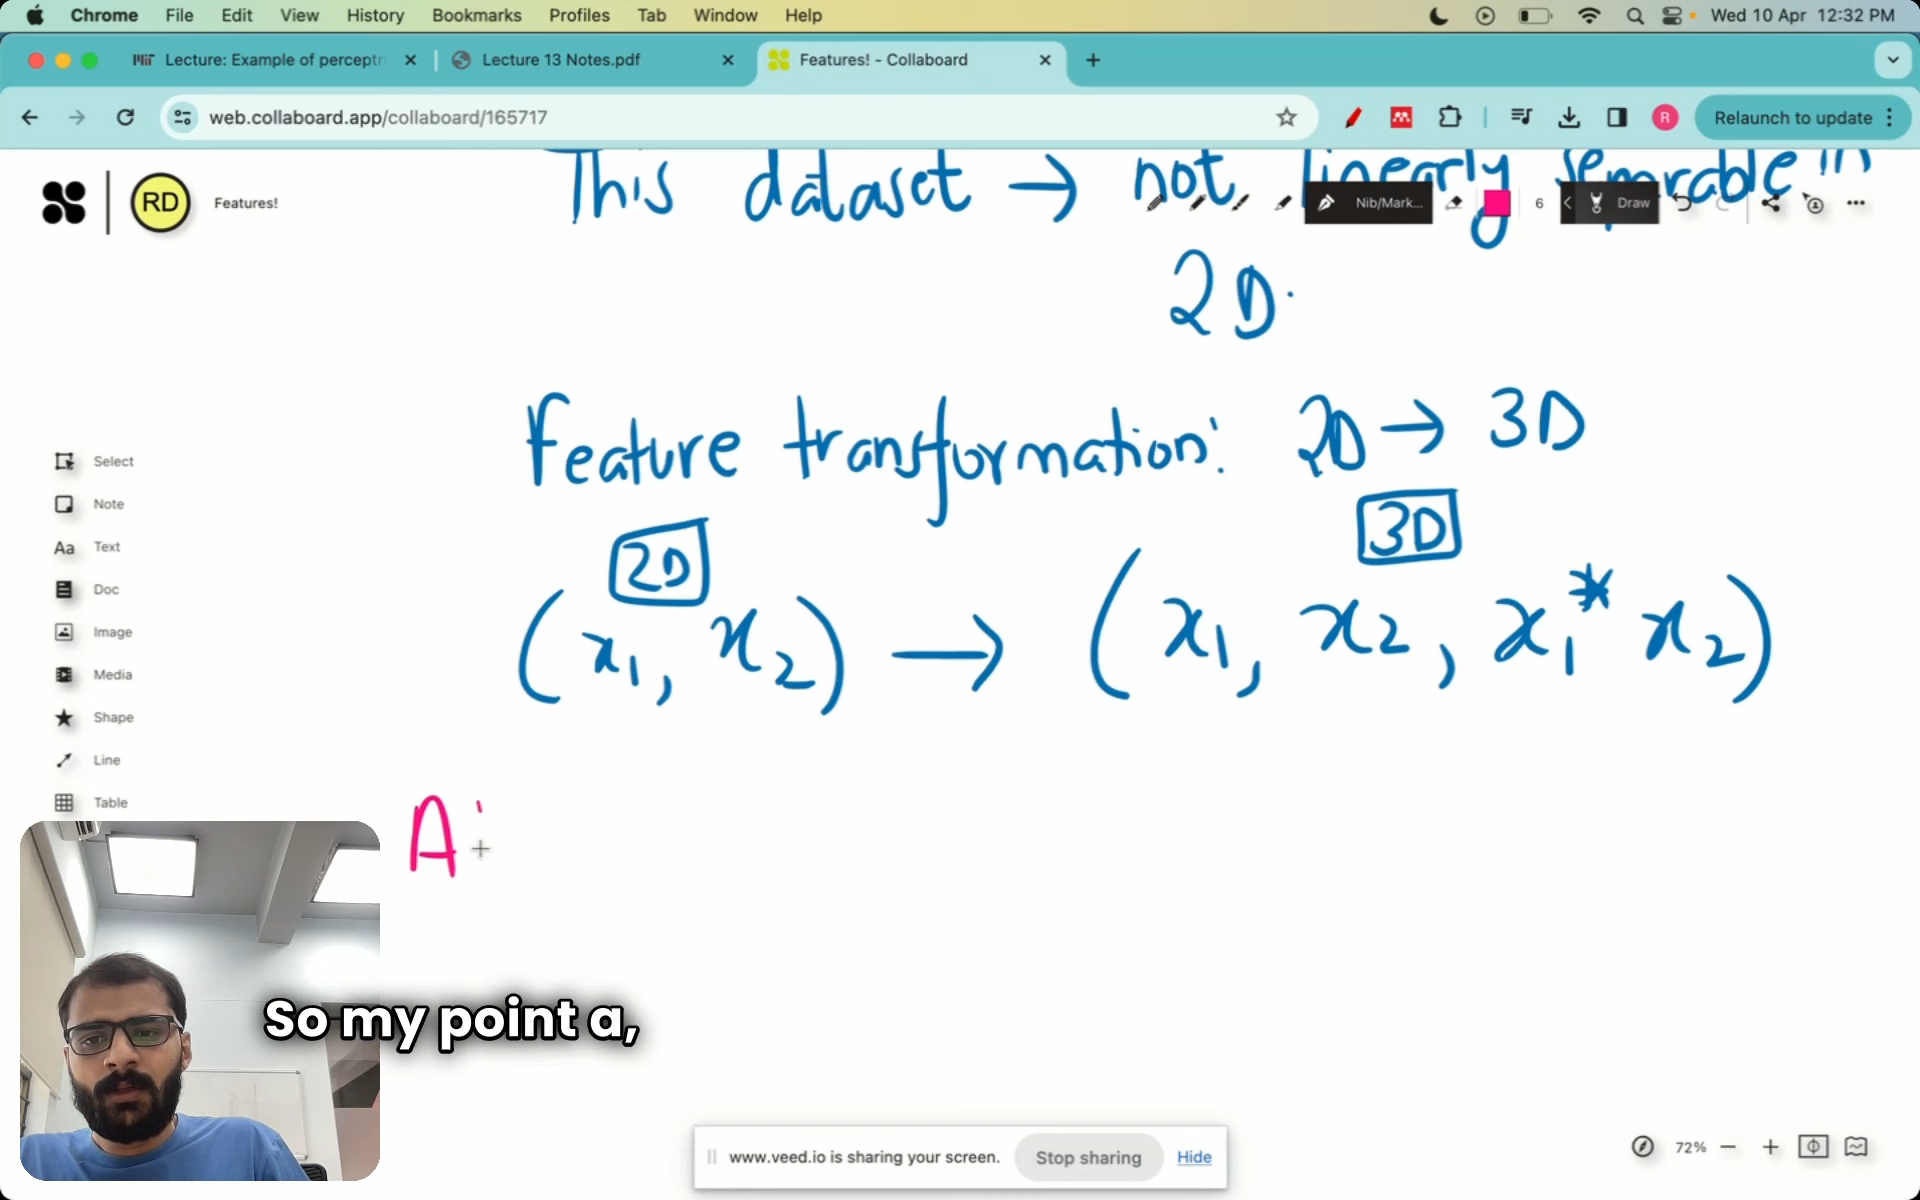 Chrome File Edit View History Bookmarks Profiles Tab Window Help Wed 10 Apr 12:32 PM
Lecture: Example of perceptr Lecture 13 Notes.pdf Features! - Collaboard
web.collaboard.app/collaboard/165717 R Relaunch to update
This dataset → not linearly seprable in
RD Features! Nib/Mark... 6 Draw
2D.
Feature transformation: 2D → 3D
2D 3D
(x1, x2) → (x1, x2, x1* x2)
Select
Note
Text
Doc
Image
Media
Shape
Line
Table
A:
So my point a,
www.veed.io is sharing your screen. Stop sharing Hide
72%